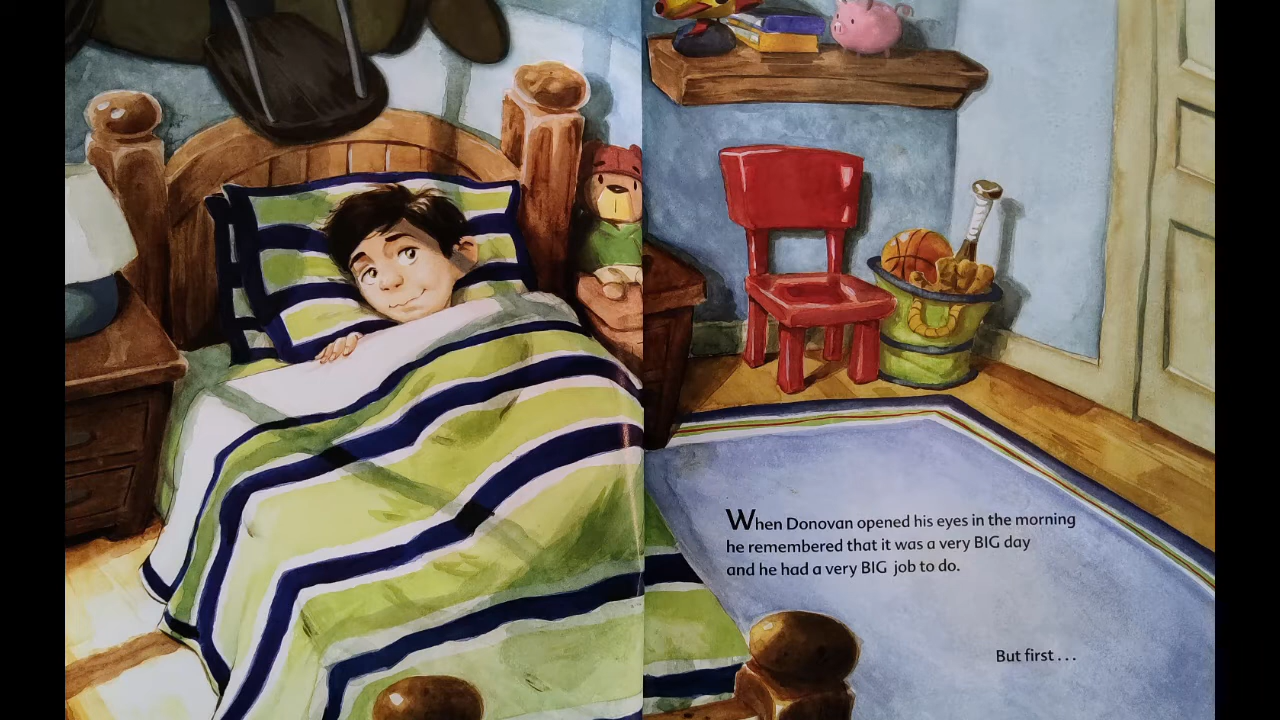 When Donovan opened his eyes in the morning
he remembered that it was a very BIG day
and he had a very BIG job to do.
But first . . .